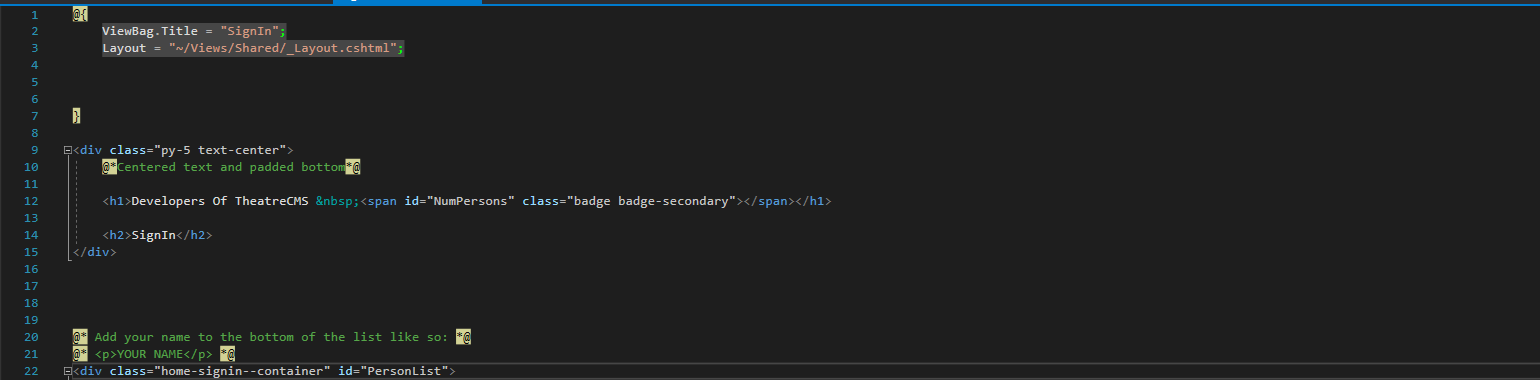 1 @{
2 ViewBag.Title = "SignIn";
3 Layout = "~/Views/Shared/_Layout.cshtml";
4
5
6
7 }
8
9 <div class="py-5 text-center">
10 @*Centered text and padded bottom*@
11
12 <h1>Developers Of TheatreCMS &nbsp;<span id="NumPersons" class="badge badge-secondary"></span></h1>
13
14 <h2>SignIn</h2>
15 </div>
16
17
18
19
20 @* Add your name to the bottom of the list like so: *@
21 @* <p>YOUR NAME</p> *@
22 <div class="home-signin--container" id="PersonList">